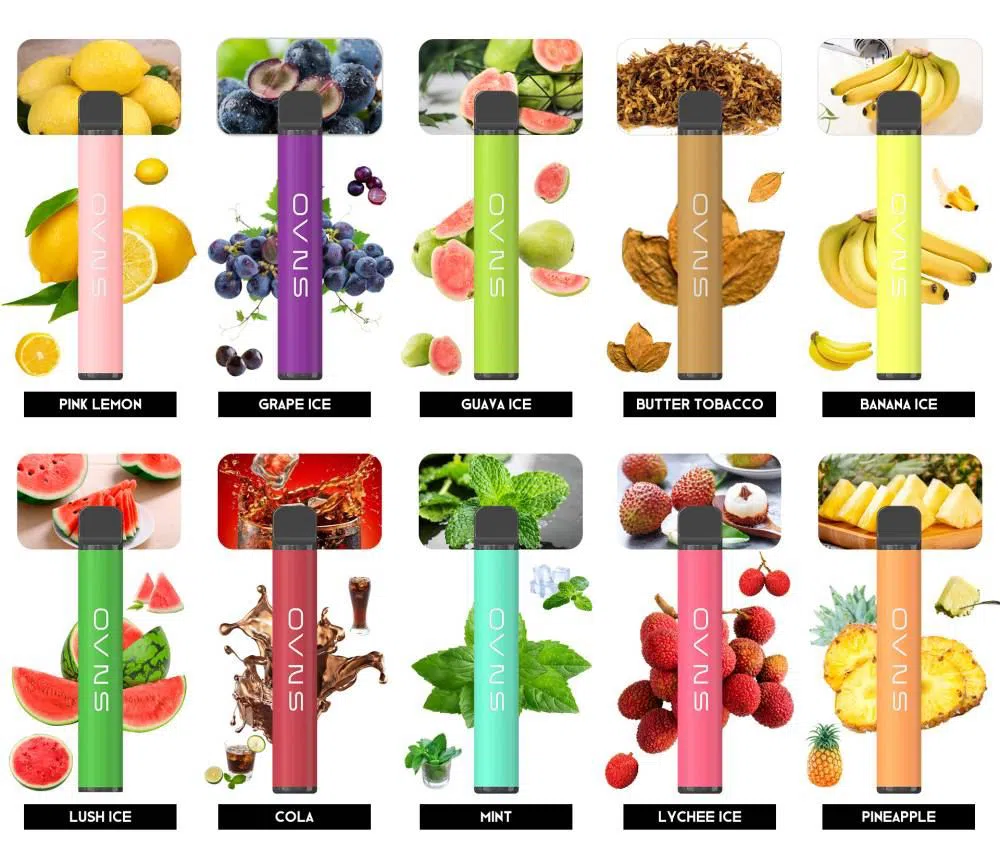 OVNS
OVNS
OVNS
OVNS
OVNS
PINK LEMON
GRAPE ICE
GUAVA ICE
BUTTER TOBACCO
BANANA ICE
OVNS
OVNS
OVNS
OVNS
OVNS
LUSH ICE
COLA
MINT
LYCHEE ICE
PINEAPPLE